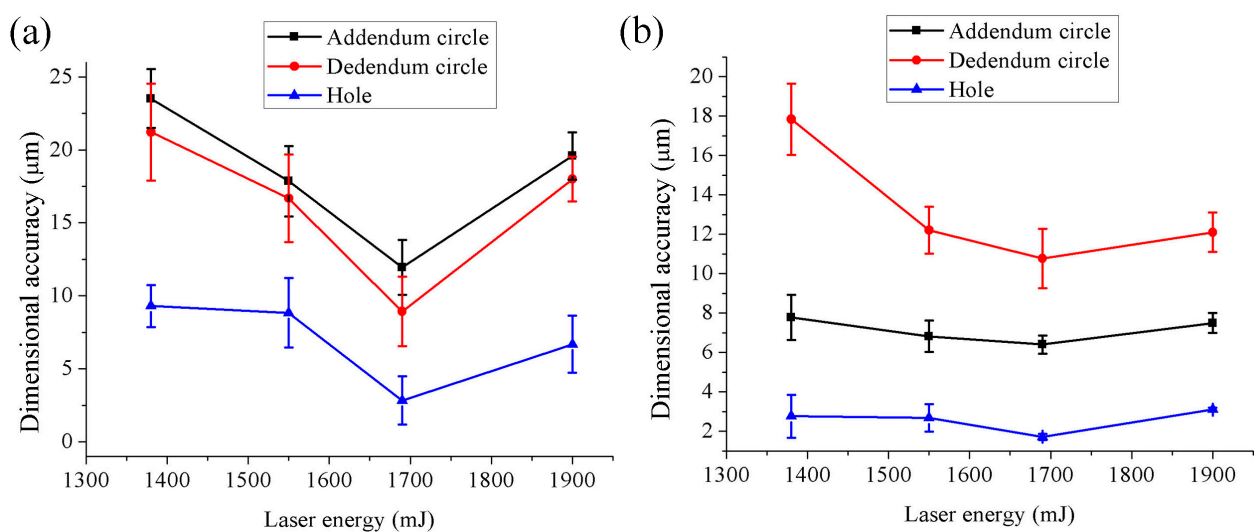 (a)
Addendum circle
Dedendum circle
Hole
Dimensional accuracy (μm)
25
20
15
10
5
0
1300 1400 1500 1600 1700 1800 1900
Laser energy (mJ)
(b)
Addendum circle
Dedendum circle
Hole
Dimensional accuracy (μm)
20
18
16
14
12
10
8
6
4
2
1300 1400 1500 1600 1700 1800 1900
Laser energy (mJ)